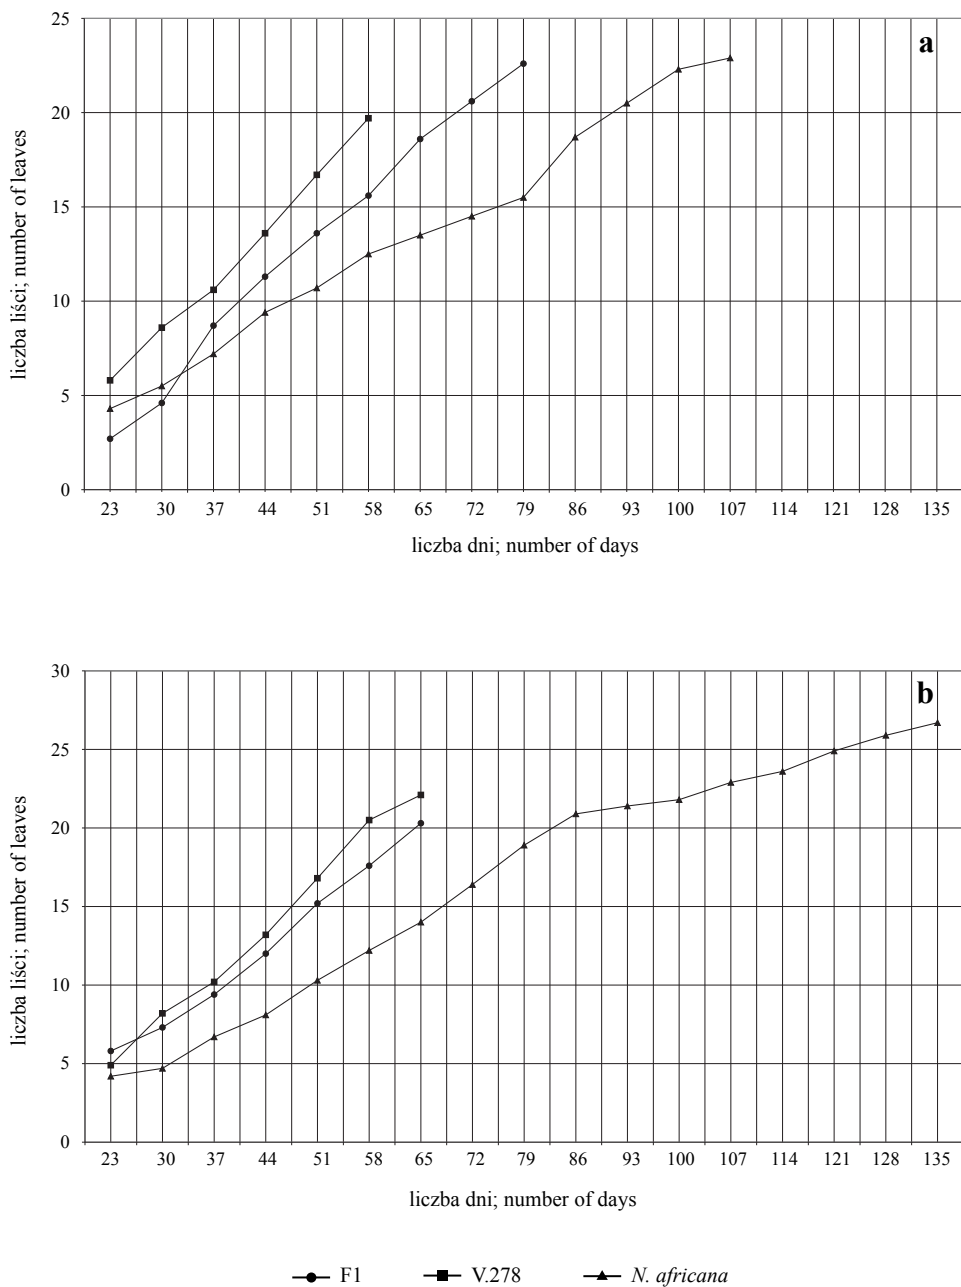 25
a
20
15
10
5
0
liczba liści; number of leaves
23 30 37 44 51 58 65 72 79 86 93 100 107 114 121 128 135
liczba dni; number of days
30
b
25
20
15
10
5
0
liczba liści; number of leaves
23 30 37 44 51 58 65 72 79 86 93 100 107 114 121 128 135
liczba dni; number of days
F1 V.278 N. africana